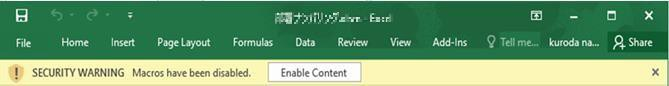 - Excel
File Home Insert Page Layout Formulas Data Review View Add-Ins Tell me... kuroda na... Share
SECURITY WARNING Macros have been disabled. Enable Content